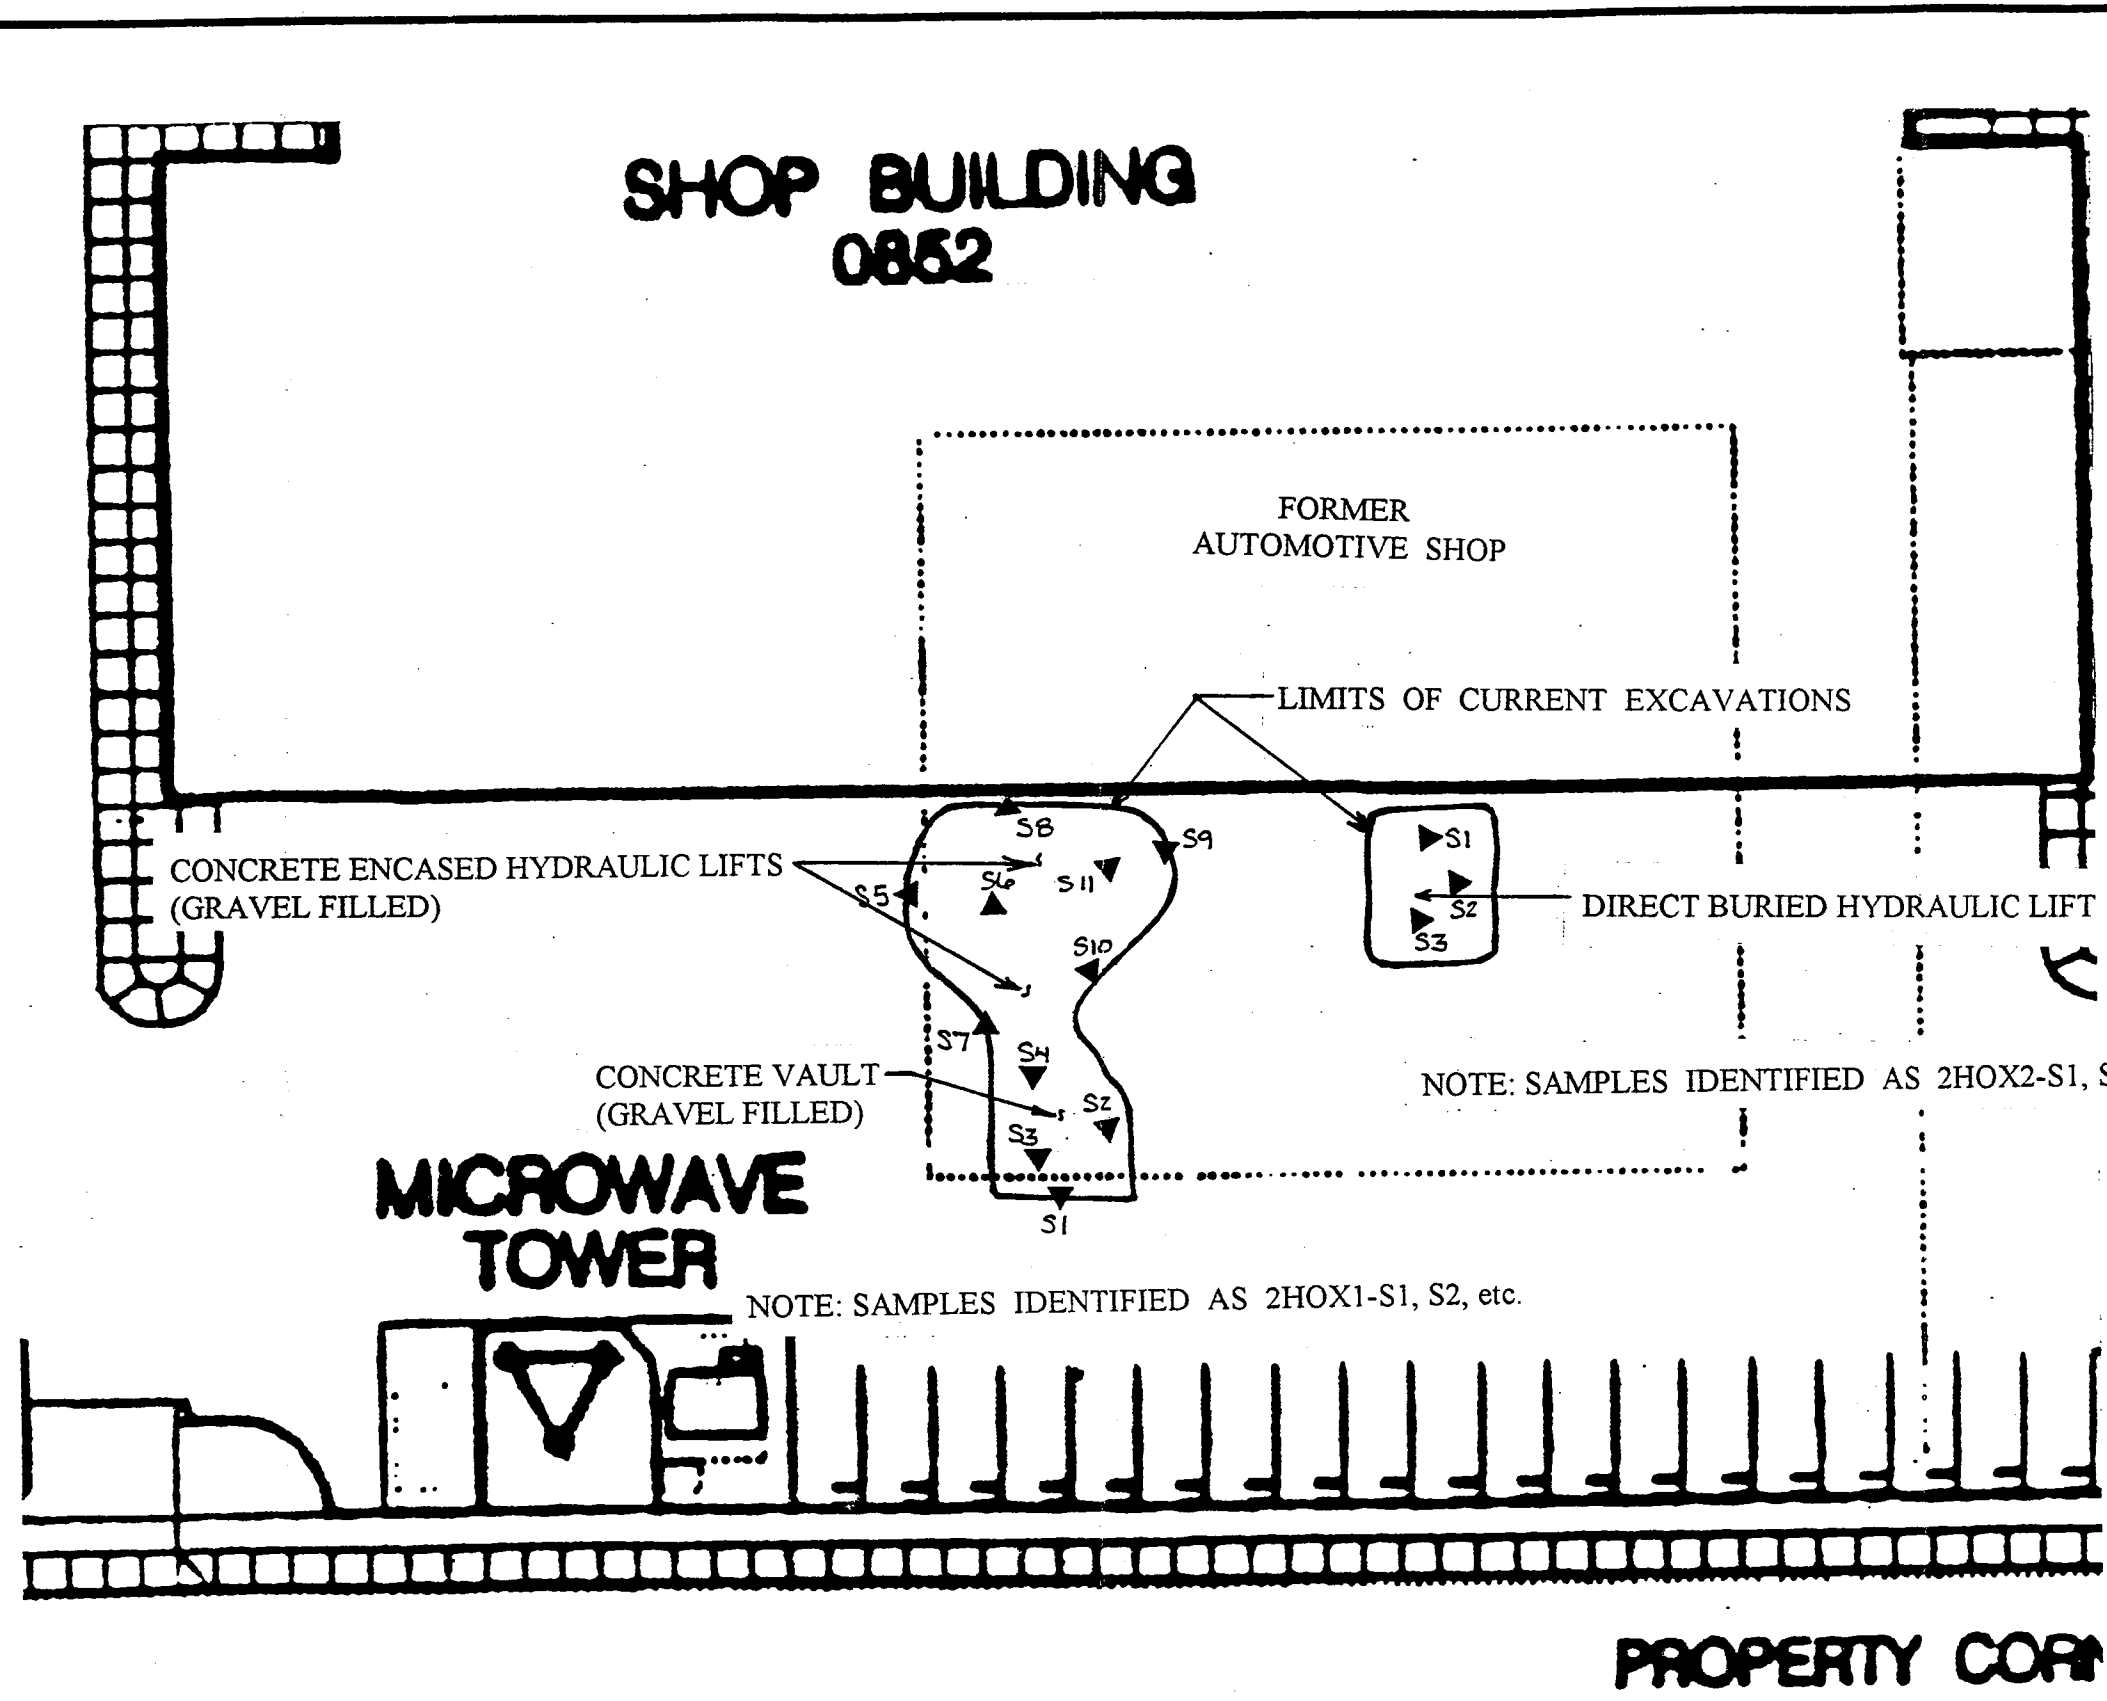 SHOP BUILDING
0852
FORMER
AUTOMOTIVE SHOP
LIMITS OF CURRENT EXCAVATIONS
S8
S9
S1
CONCRETE ENCASED HYDRAULIC LIFTS
(GRAVEL FILLED)
S5
S6
S11
S2
DIRECT BURIED HYDRAULIC LIFT
S3
S10
S7
S4
CONCRETE VAULT
(GRAVEL FILLED)
S2
NOTE: SAMPLES IDENTIFIED AS 2HOX2-S1, S
S3
MICROWAVE
TOWER
S1
NOTE: SAMPLES IDENTIFIED AS 2HOX1-S1, S2, etc.
PROPERTY CORN